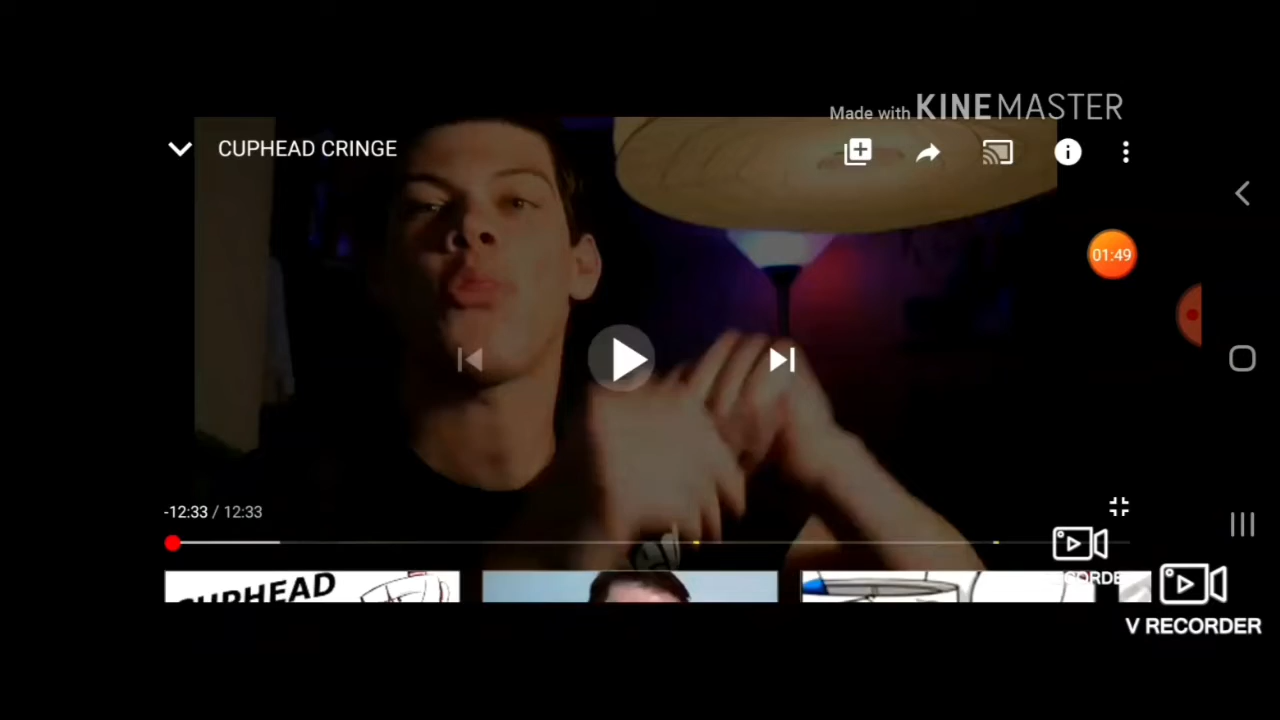 Made with KINEMASTER
CUPHEAD CRINGE
01:49
-12:33 / 12:33
CUPHEAD
V RECORDER